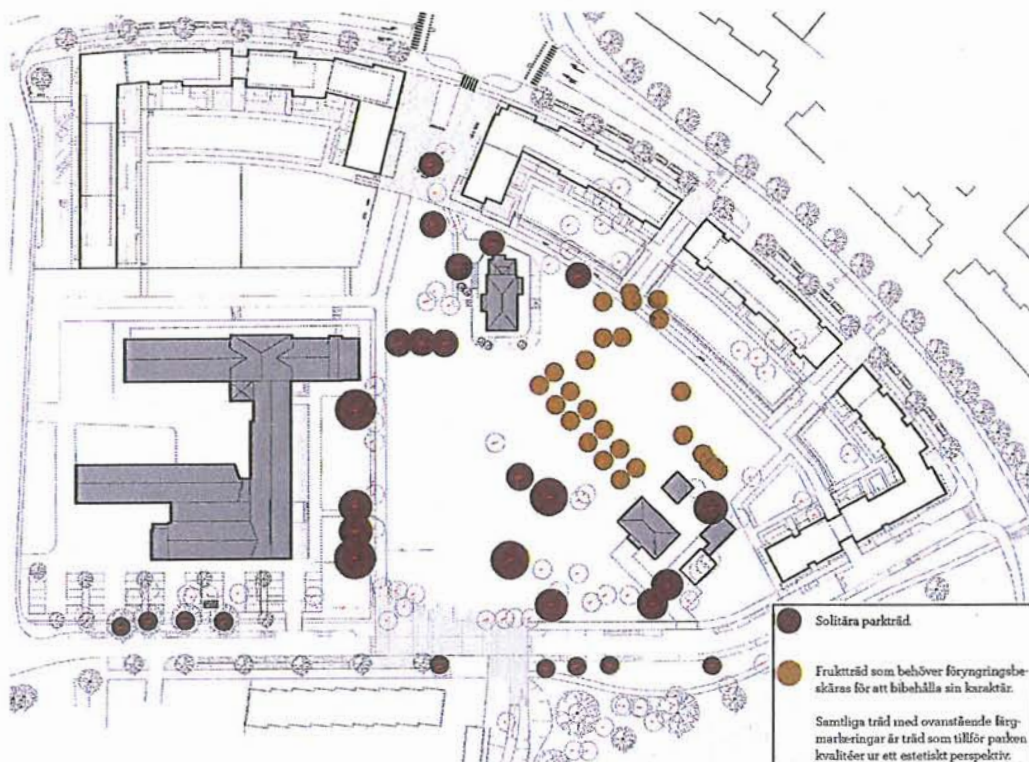 Solitära parkträd.
Fruktträd som behöver föryngringsbe-
skäras för att bibehålla sin karaktär.
Samtliga träd med ovanstående färg-
markeringar är träd som tillför parken
kvalitéer ur ett estetiskt perspektiv.